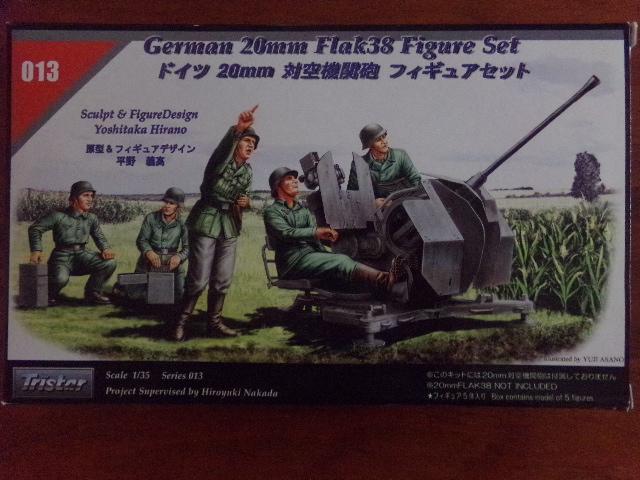 German 20mm Flak38 Figure Set
013
ドイツ 20mm 対空機関砲 フィギュアセット
Sculpt & FigureDesign
Yoshitaka Hirano
原型&フィギュアデザイン
平野 義高
Illustrated by YUJI ASANO
Tristar
Scale 1/35 Series 013
Project Supervised by Hiroyuki Nakada
※このキットには20mm対空機関砲は付属しておりません
※20mmFLAK38 NOT INCLUDED
★フィギュア5体入り Box contains model of 5 figures